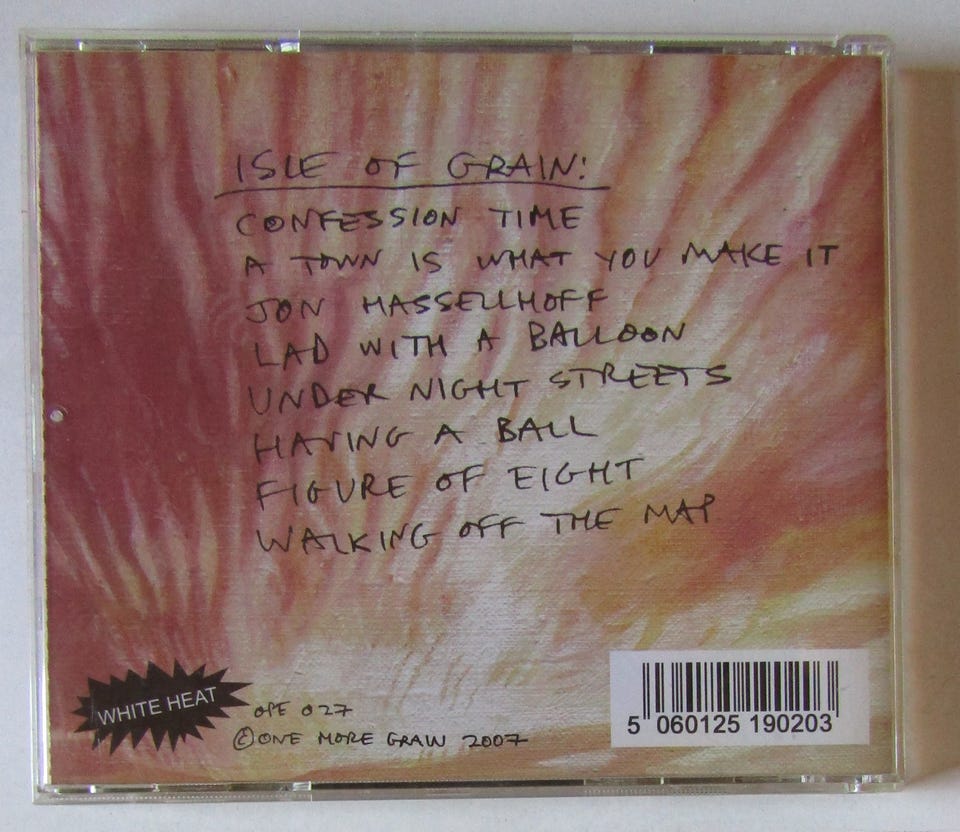 ISLE OF GRAIN:
CONFESSION TIME
A TOWN IS WHAT YOU MAKE IT
JON HASSELLHOFF
LAD WITH A BALLOON
UNDER NIGHT STREETS
HAVING A BALL
FIGURE OF EIGHT
WALKING OFF THE MAP
WHITE HEAT
OPE 027
© ONE MORE GRAIN 2007
5 060125 190203